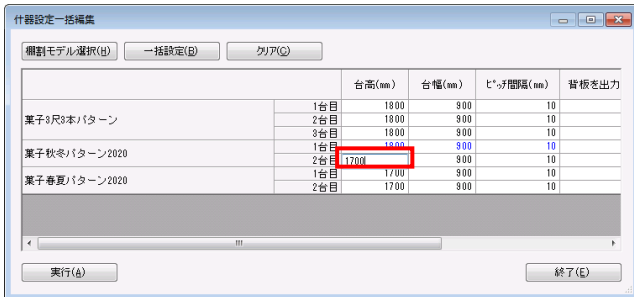 什器設定一括編集
棚割モデル選択(H) 一括設定(B) クリア(C)
台高(mm) 台幅(mm) ピッチ間隔(mm) 背板を出力
菓子3尺3本パターン 1台目 1800 900 10
2台目 1800 900 10
3台目 1800 900 10
菓子秋冬パターン2020 1台目 1800 900 10
2台目 1700 900 10
菓子春夏パターン2020 1台目 1700 900 10
2台目 1700 900 10
実行(A) 終了(E)